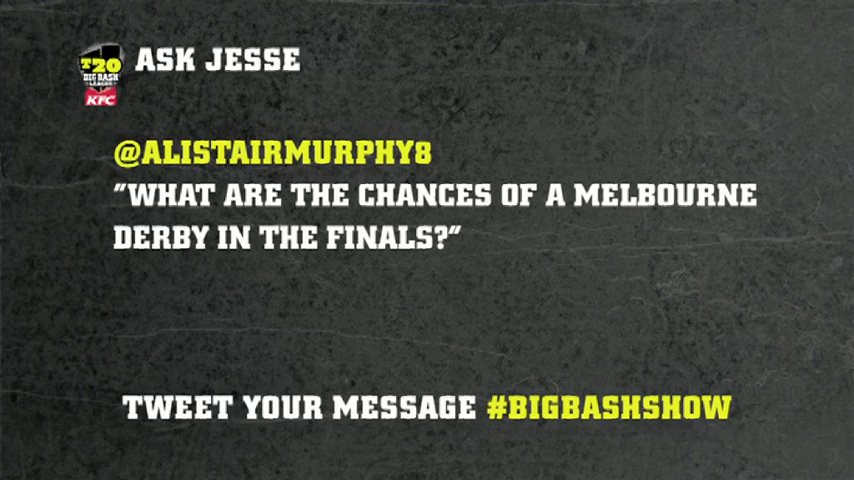 T20
BIG BASH
LEAGUE
KFC
ASK JESSE
@ALISTAIRMURPHY8
"WHAT ARE THE CHANCES OF A MELBOURNE
DERBY IN THE FINALS?"
TWEET YOUR MESSAGE #BIGBASHSHOW